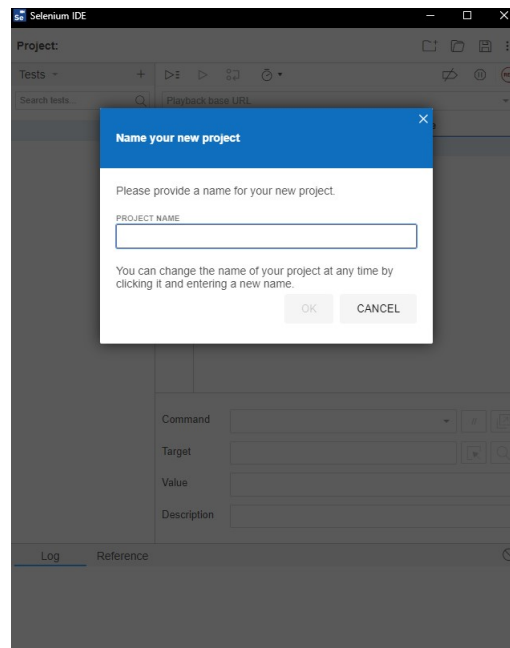 Se Selenium IDE
Project:
Tests
Search tests...
Playback base URL
Name your new project
Please provide a name for your new project.
PROJECT NAME
You can change the name of your project at any time by
clicking it and entering a new name.
OK CANCEL
Command
Target
Value
Description
Log Reference